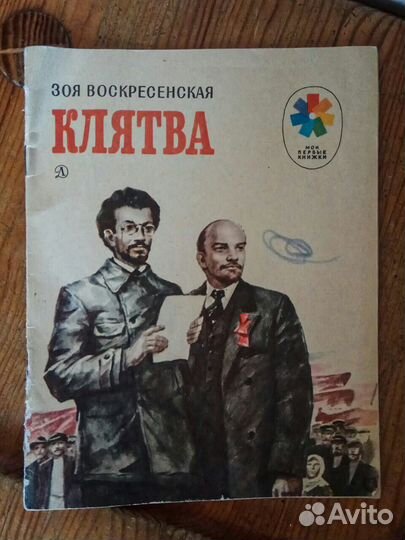 ЗОЯ ВОСКРЕСЕНСКАЯ
КЛЯТВА
МОИ
ПЕРВЫЕ
КНИЖКИ
Д
Avito